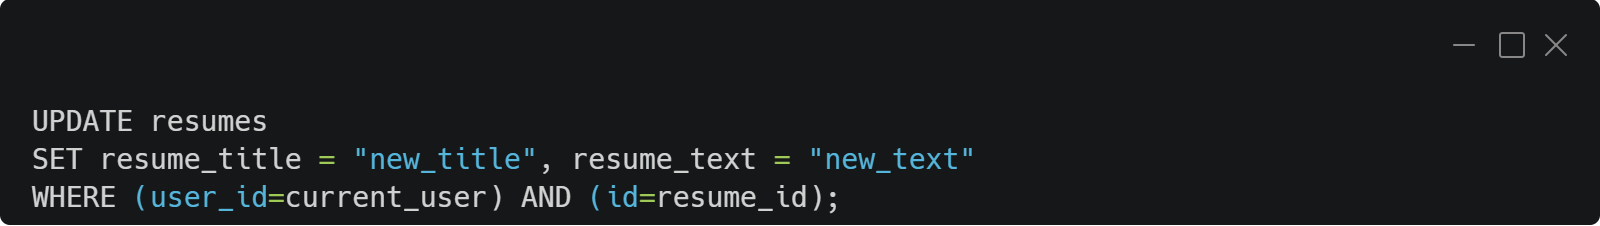 UPDATE resumes
SET resume_title = "new_title", resume_text = "new_text"
WHERE (user_id=current_user) AND (id=resume_id);